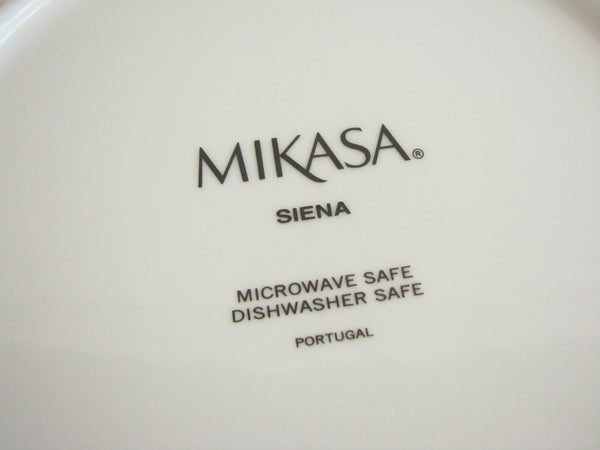 MIKASA®
SIENA
MICROWAVE SAFE
DISHWASHER SAFE
PORTUGAL